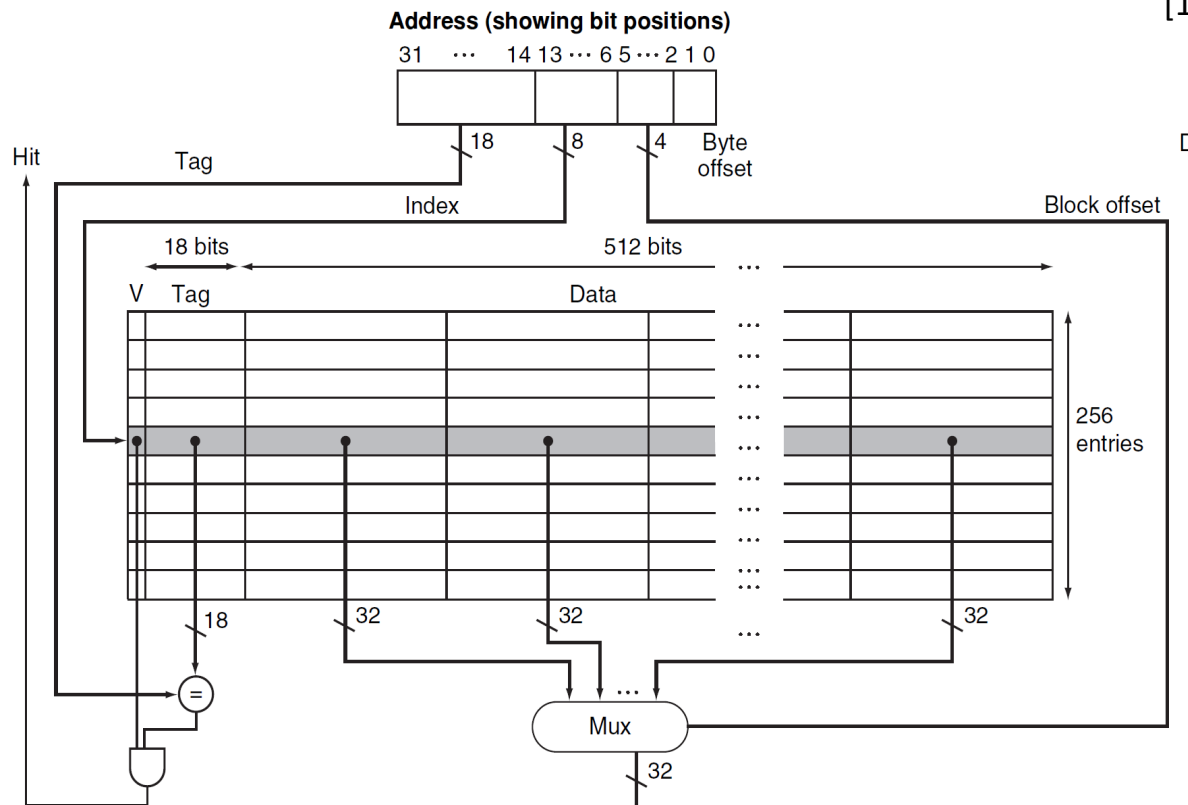 Address (showing bit positions)
[1
31 ... 14 13 ... 6 5 ... 2 1 0
18 8 4 Byte
offset
D
Hit
Tag
Index
Block offset
18 bits
512 bits
...
V Tag Data
...
...
...
...
256
entries
...
...
...
...
...
...
18 32 32 ... 32
=
...
Mux
32